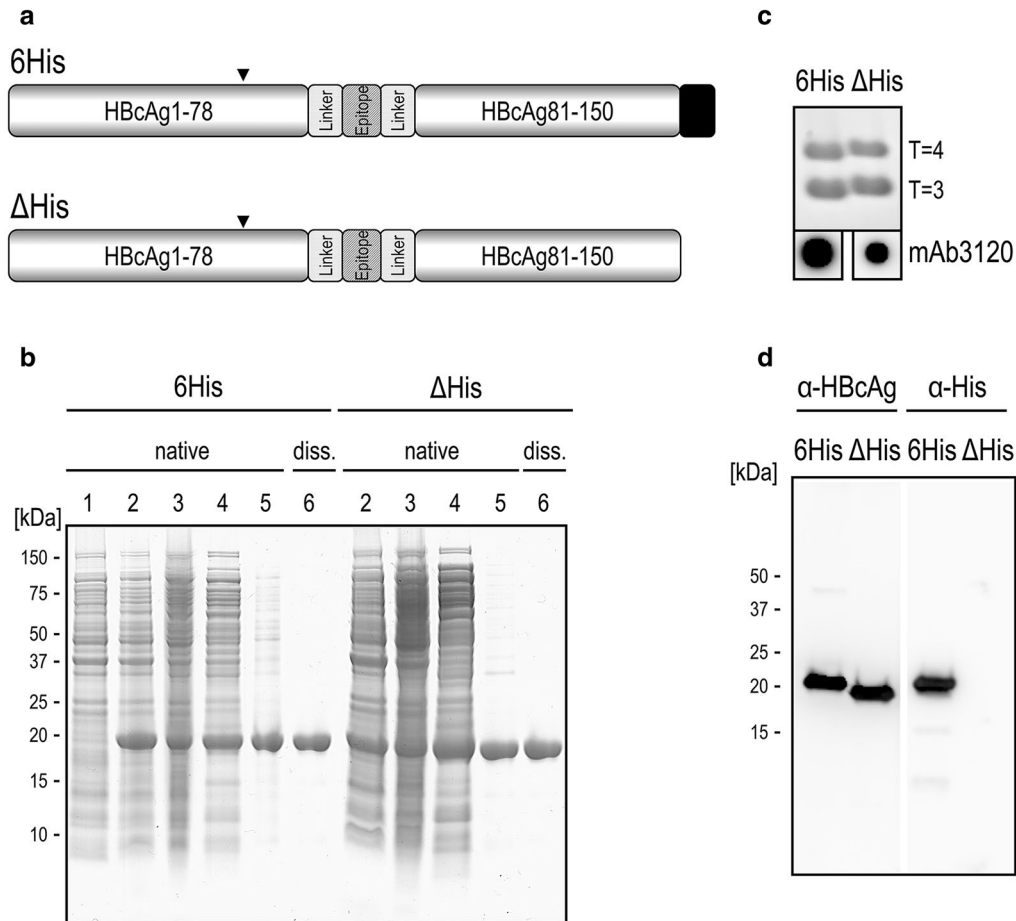 a
6His
HBcAg1-78
Linker
Epitope
Linker
HBcAg81-150
ΔHis
HBcAg1-78
Linker
Epitope
Linker
HBcAg81-150
b
6His ΔHis
native diss. native diss.
1 2 3 4 5 6 2 3 4 5 6
[kDa]
150 -
75 -
50 -
37 -
25 -
20 -
15 -
10 -
c
6His ΔHis
T=4
T=3
mAb3120
d
α-HBcAg α-His
6His ΔHis 6His ΔHis
[kDa]
50 -
37 -
25 -
20 -
15 -